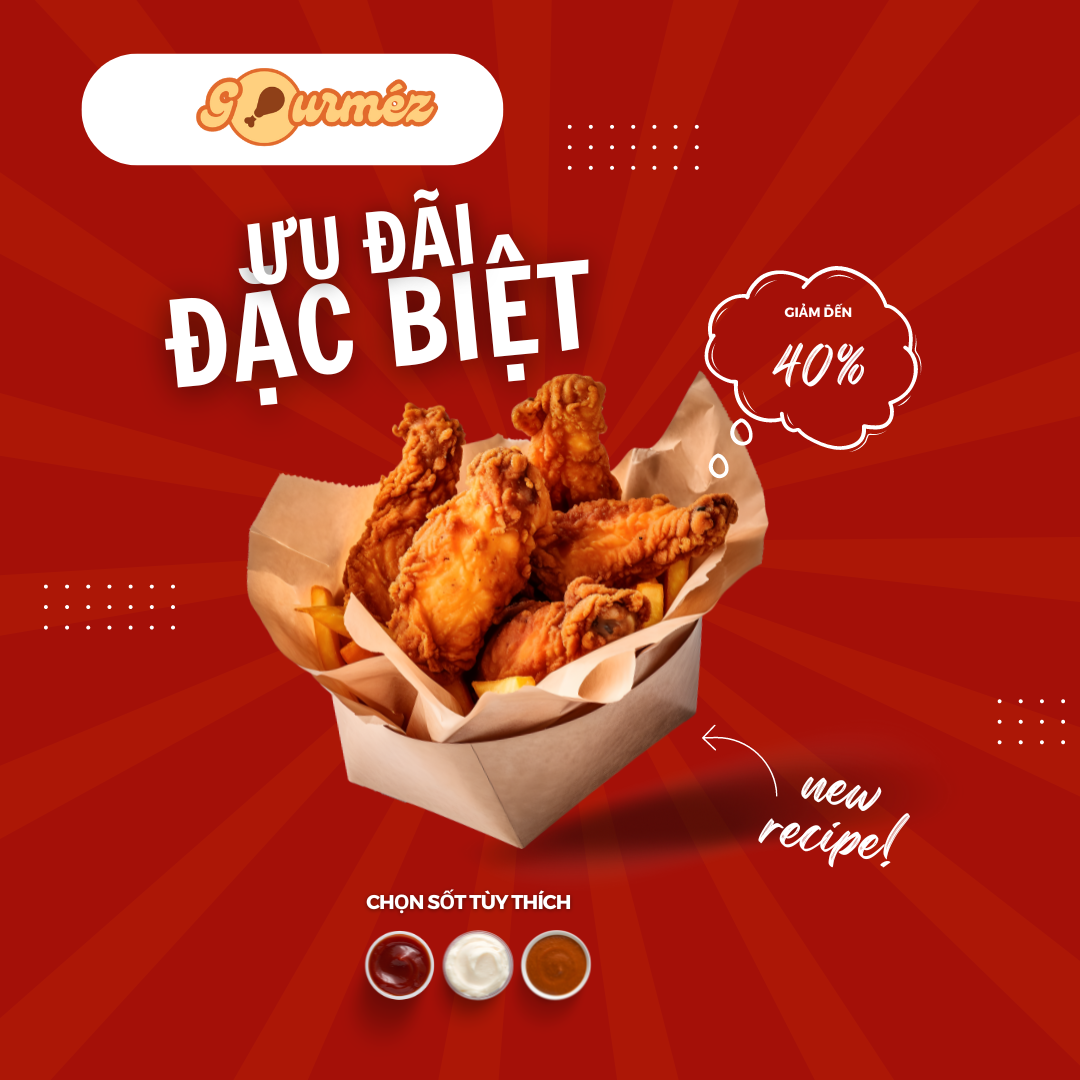 Gourméz
ƯU ĐÃI
ĐẶC BIỆT
GIẢM ĐẾN
40%
new
recipe!
CHỌN SỐT TÙY THÍCH